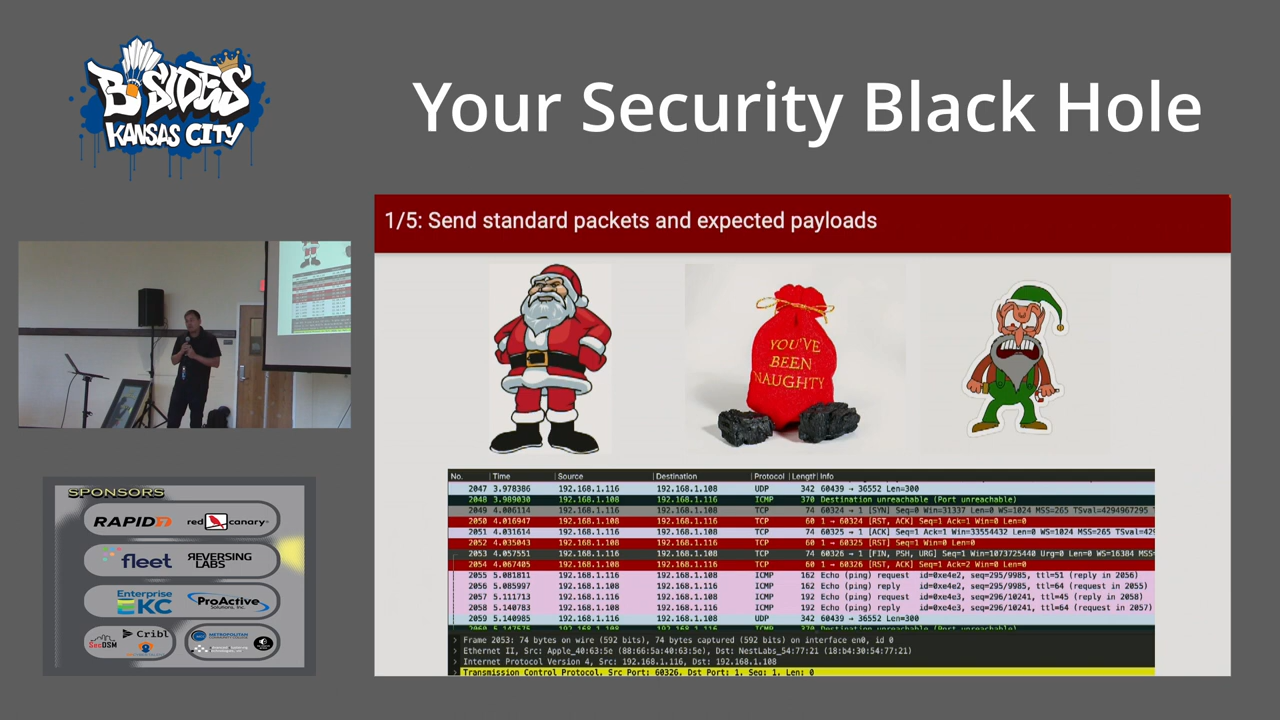 B-SIDES
KANSAS CITY
Your Security Black Hole
1/5: Send standard packets and expected payloads
YOU'VE
BEEN
NAUGHTY
SPONSORS
RAPID7 red canary
fleet REVERSING
LABS
Enterprise
KC
ProActive
Solutions, Inc.
SecDSM
Cribl
METROPOLITAN
No. Time Source Destination Protocol Length Info
2047 3.978386 192.168.1.116 192.168.1.108 UDP 342 60439 → 36552 Len=300
2048 3.989030 192.168.1.108 192.168.1.116 ICMP 370 Destination unreachable (Port unreachable)
2049 4.006114 192.168.1.116 192.168.1.108 TCP 74 60324 → 1 [SYN] Seq=0 Win=31337 Len=0 WS=1024 MSS=265 TSval=4294967295
2050 4.016947 192.168.1.108 192.168.1.116 TCP 60 1 → 60324 [RST, ACK] Seq=1 Ack=1 Win=0 Len=0
2051 4.031614 192.168.1.116 192.168.1.108 TCP 74 60325 → 1 [ACK] Seq=1 Ack=33554432 Len=0 WS=1024 MSS=265 TSval=429
2052 4.035043 192.168.1.108 192.168.1.116 TCP 60 1 → 60325 [RST] Seq=1 Win=0 Len=0
2053 4.057551 192.168.1.116 192.168.1.108 TCP 74 60326 → 1 [FIN, PSH, URG] Seq=1 Win=1073725440 Urg=0 Len=0 WS=16384 MSS
2054 4.067405 192.168.1.108 192.168.1.116 TCP 60 1 → 60326 [RST, ACK] Seq=1 Ack=2 Win=0 Len=0
2055 5.081811 192.168.1.116 192.168.1.108 ICMP 162 Echo (ping) request id=0xe4e2, seq=295/9985, ttl=51 (reply in 2056)
2056 5.085997 192.168.1.108 192.168.1.116 ICMP 162 Echo (ping) reply id=0xe4e2, seq=295/9985, ttl=64 (request in 2055)
2057 5.111713 192.168.1.116 192.168.1.108 ICMP 192 Echo (ping) request id=0xe4e3, seq=296/10241, ttl=45 (reply in 2058)
2058 5.140783 192.168.1.108 192.168.1.116 ICMP 192 Echo (ping) reply id=0xe4e3, seq=296/10241, ttl=64 (request in 2057)
2059 5.140985 192.168.1.116 192.168.1.108 UDP 342 60439 → 36552 Len=300
Frame 2053: 74 bytes on wire (592 bits), 74 bytes captured (592 bits) on interface en0, id 0
Ethernet II, Src: Apple_40:63:5e (88:66:5a:40:63:5e), Dst: NestLabs_54:77:21 (18:b4:30:54:77:21)
Internet Protocol Version 4, Src: 192.168.1.116, Dst: 192.168.1.108
Transmission Control Protocol, Src Port: 60326, Dst Port: 1, Seq: 1, Len: 0